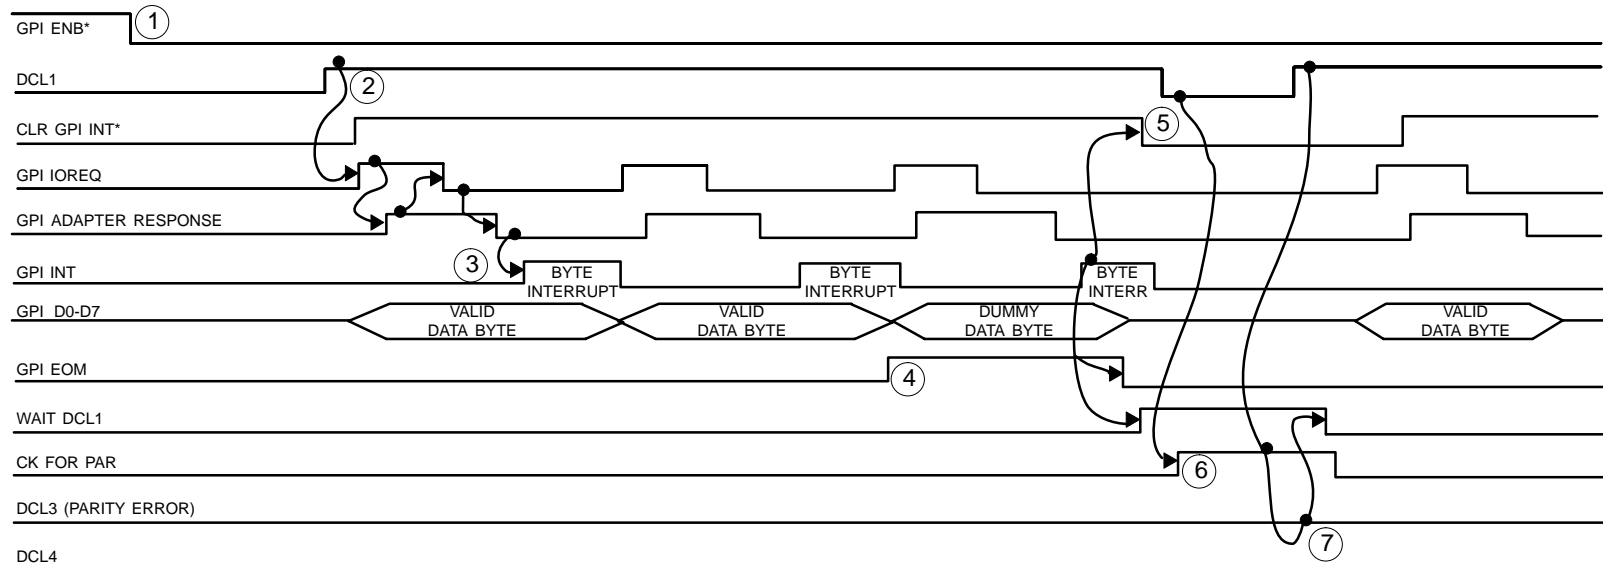 GPI ENB*
1
DCL1
2
CLR GPI INT*
5
GPI IOREQ
GPI ADAPTER RESPONSE
3
GPI INT
BYTE
INTERRUPT
BYTE
INTERRUPT
BYTE
INTERR
GPI D0-D7
VALID
DATA BYTE
VALID
DATA BYTE
DUMMY
DATA BYTE
VALID
DATA BYTE
GPI EOM
4
WAIT DCL1
CK FOR PAR
6
DCL3 (PARITY ERROR)
7
DCL4